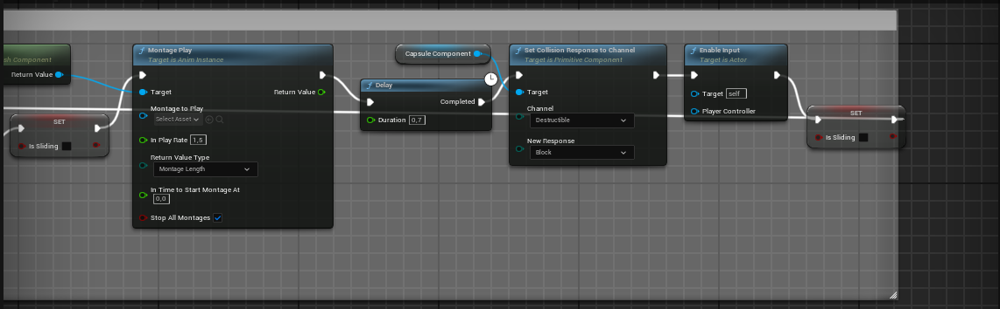 sh Component
Return Value
SET
Is Sliding
Montage Play
Target is Anim Instance
Target
Return Value
Montage to Play
Select Asset
In Play Rate 1,5
Return Value Type
Montage Length
In Time to Start Montage At
0,0
Stop All Montages
Capsule Component
Delay
Completed
Duration 0,7
Set Collision Response to Channel
Target is Primitive Component
Target
Channel
Destructible
New Response
Block
Enable Input
Target is Actor
Target self
Player Controller
SET
Is Sliding